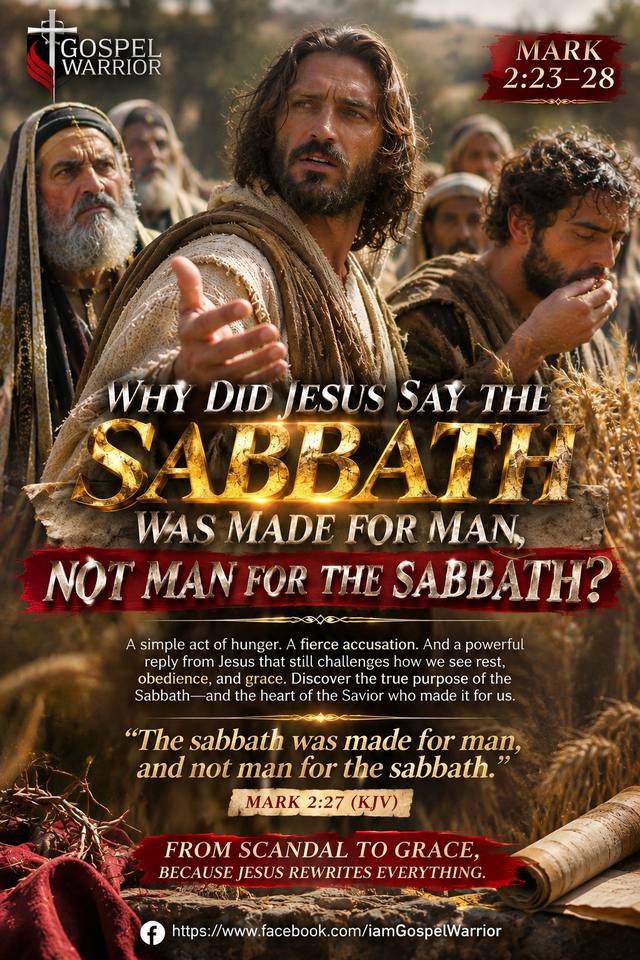 GOSPEL
WARRIOR
MARK
2:23–28
WHY DID JESUS SAY THE
SABBATH
WAS MADE FOR MAN,
NOT MAN FOR THE SABBATH?
A simple act of hunger. A fierce accusation. And a powerful
reply from Jesus that still challenges how we see rest,
obedience, and grace. Discover the true purpose of the
Sabbath—and the heart of the Savior who made it for us.
“The sabbath was made for man,
and not man for the sabbath.”
MARK 2:27 (KJV)
FROM SCANDAL TO GRACE,
BECAUSE JESUS REWRITES EVERYTHING.
https://www.facebook.com/iamGospelWarrior